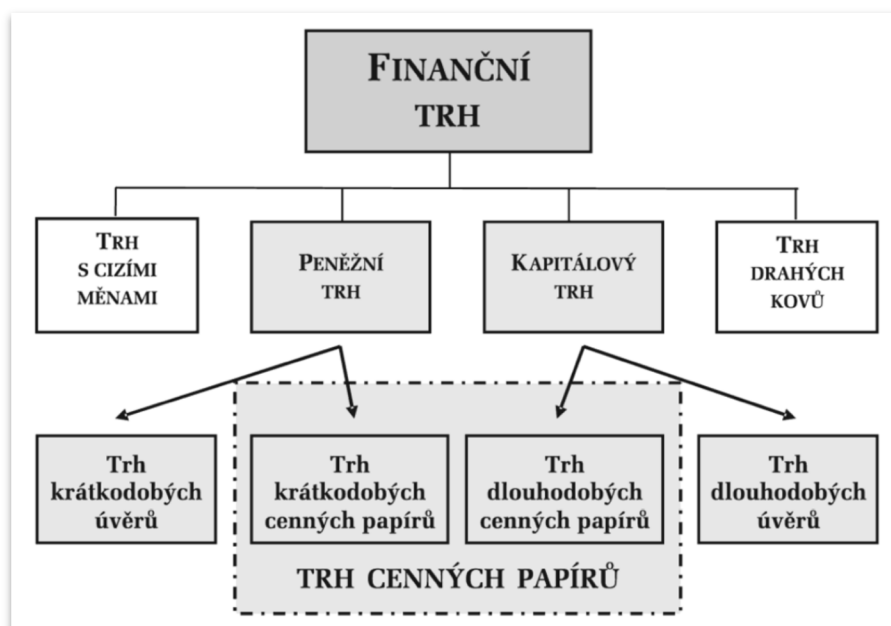 FINANČNÍ
TRH
TRH
S CIZÍMI
MĚNAMI
PENĚŽNÍ
TRH
KAPITÁLOVÝ
TRH
TRH
DRAHÝCH
KOVŮ
Trh
krátkodobých
úvěrů
Trh
krátkodobých
cenných papírů
Trh
dlouhodobých
cenných papírů
Trh
dlouhodobých
úvěrů
TRH CENNÝCH PAPÍRŮ